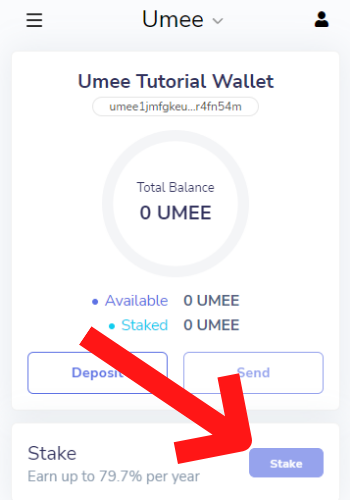 Umee
Umee Tutorial Wallet
umee1jmfgkeu...r4fn54m
Total Balance
0 UMEE
Available 0 UMEE
Staked 0 UMEE
Deposit Send
Stake
Earn up to 79.7% per year
Stake